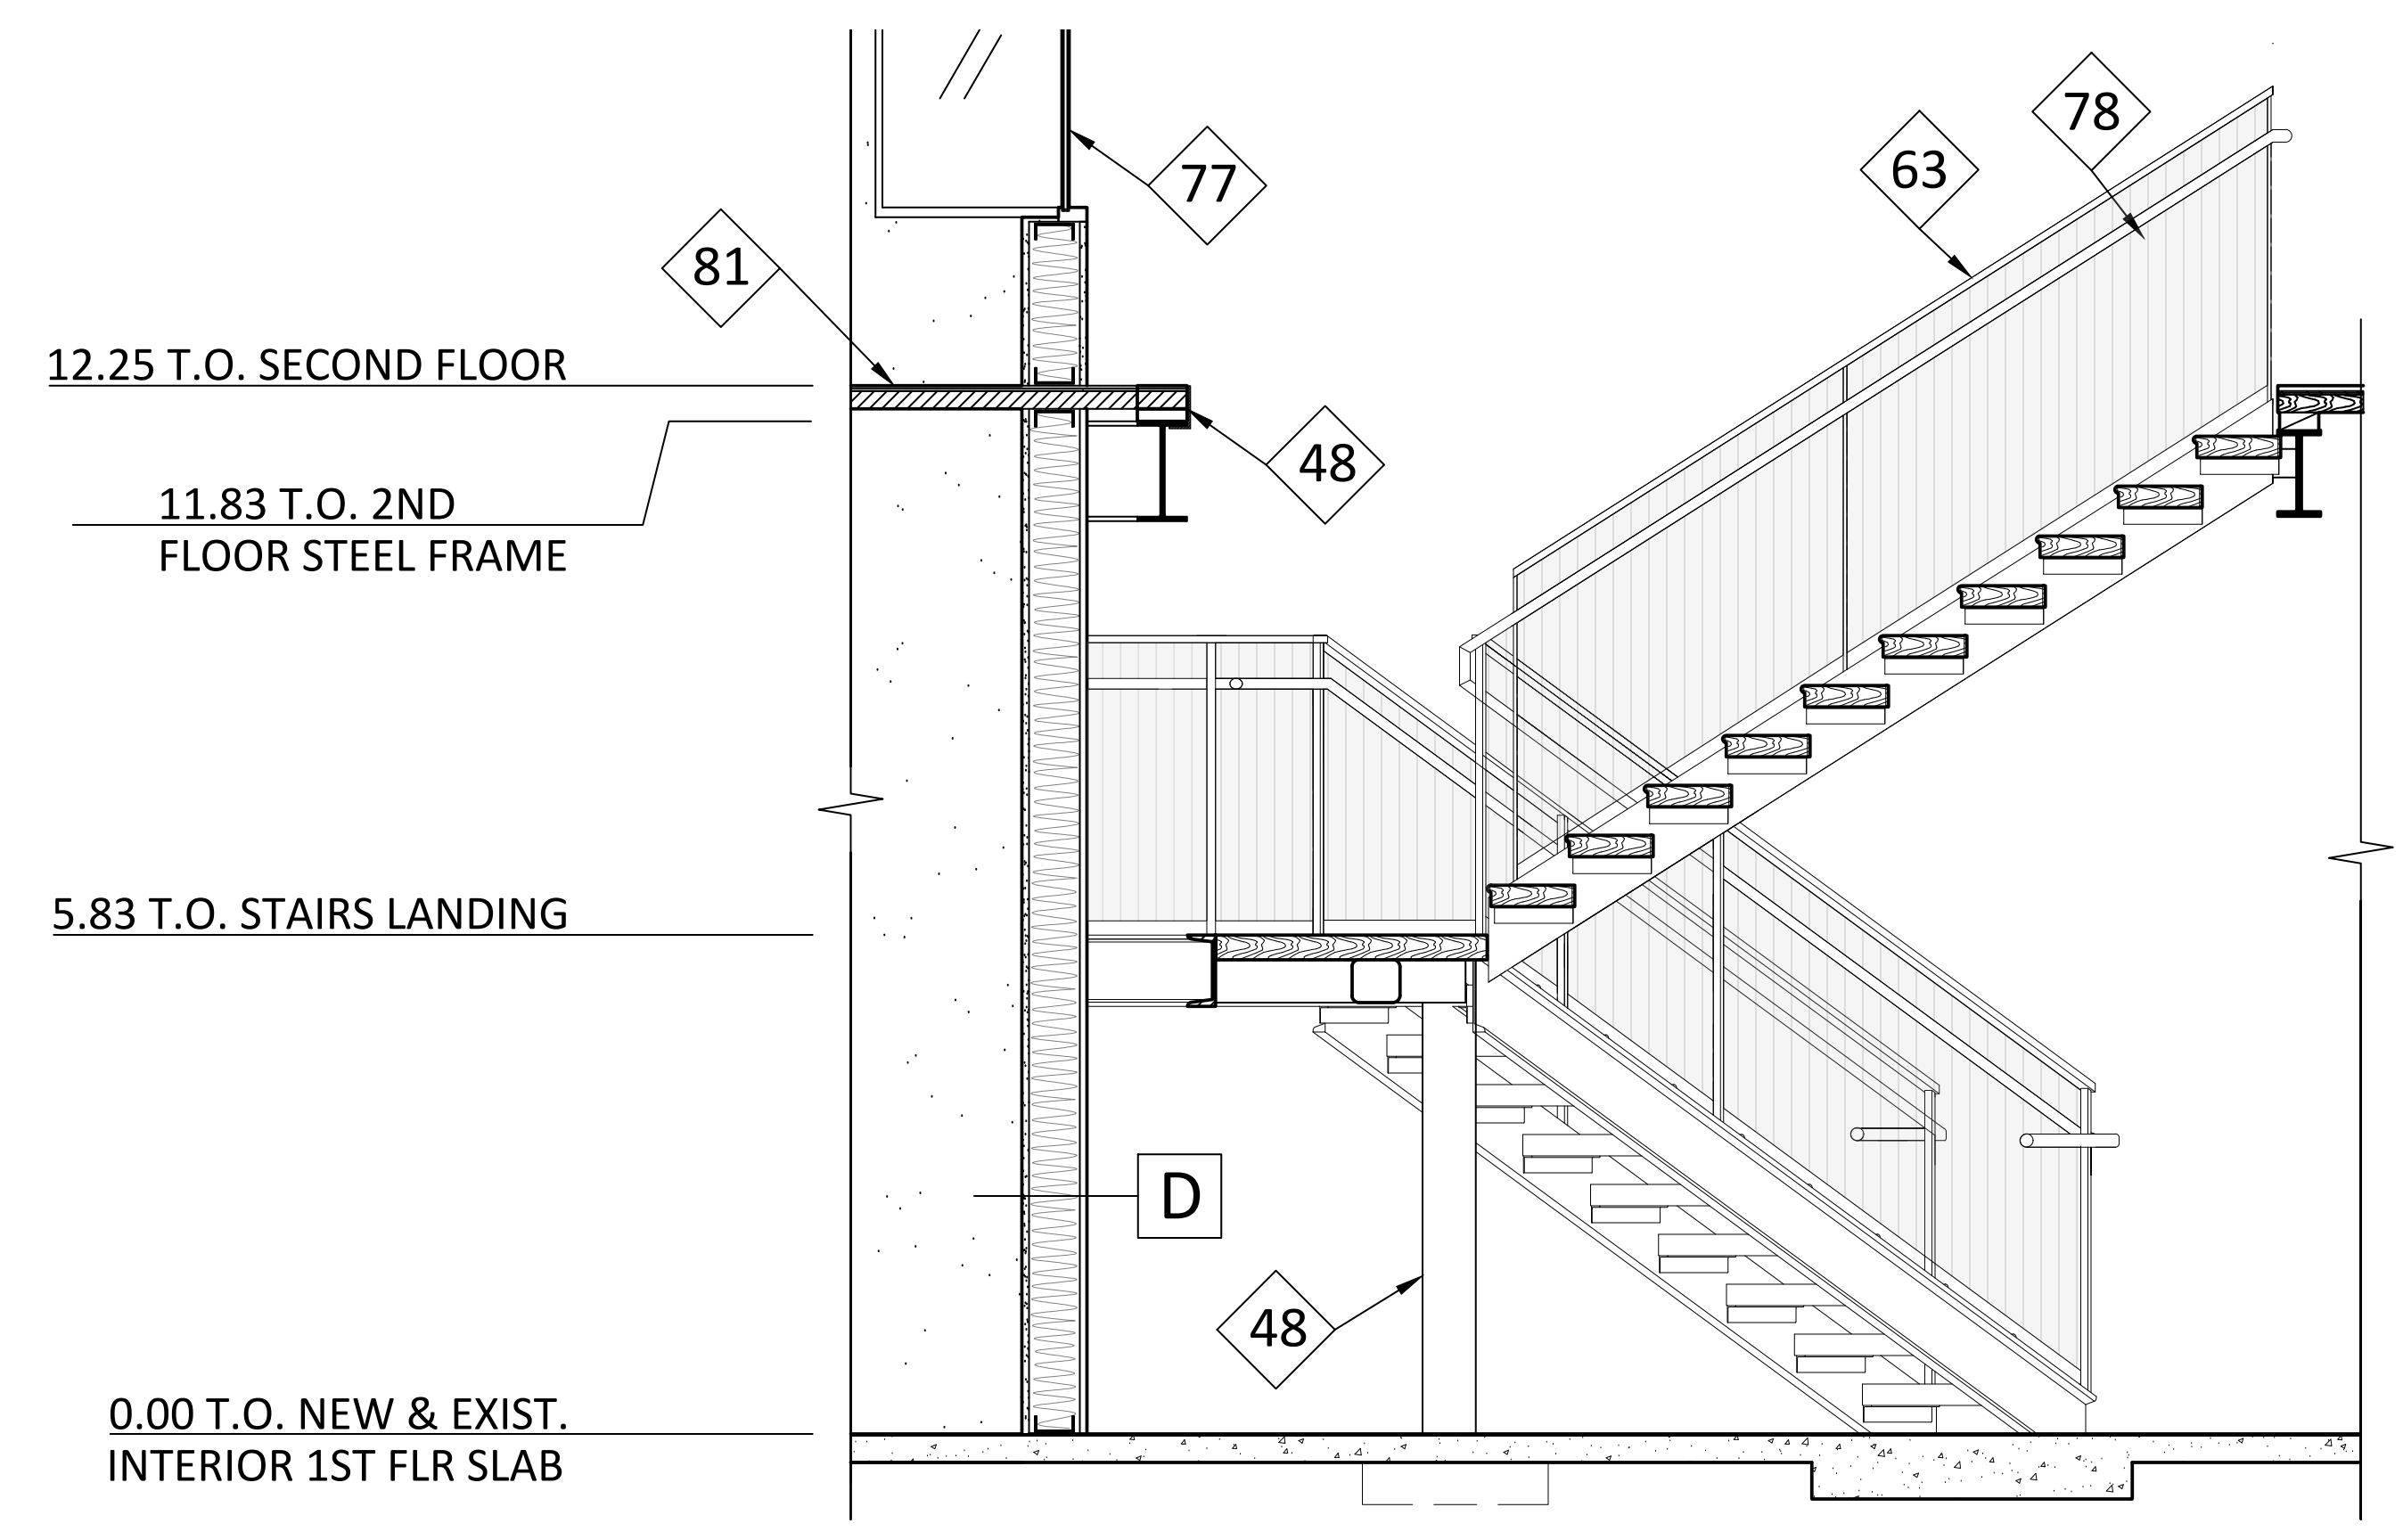 78
63
77
81
12.25 T.O. SECOND FLOOR
48
11.83 T.O. 2ND
FLOOR STEEL FRAME
5.83 T.O. STAIRS LANDING
D
48
0.00 T.O. NEW & EXIST.
INTERIOR 1ST FLR SLAB